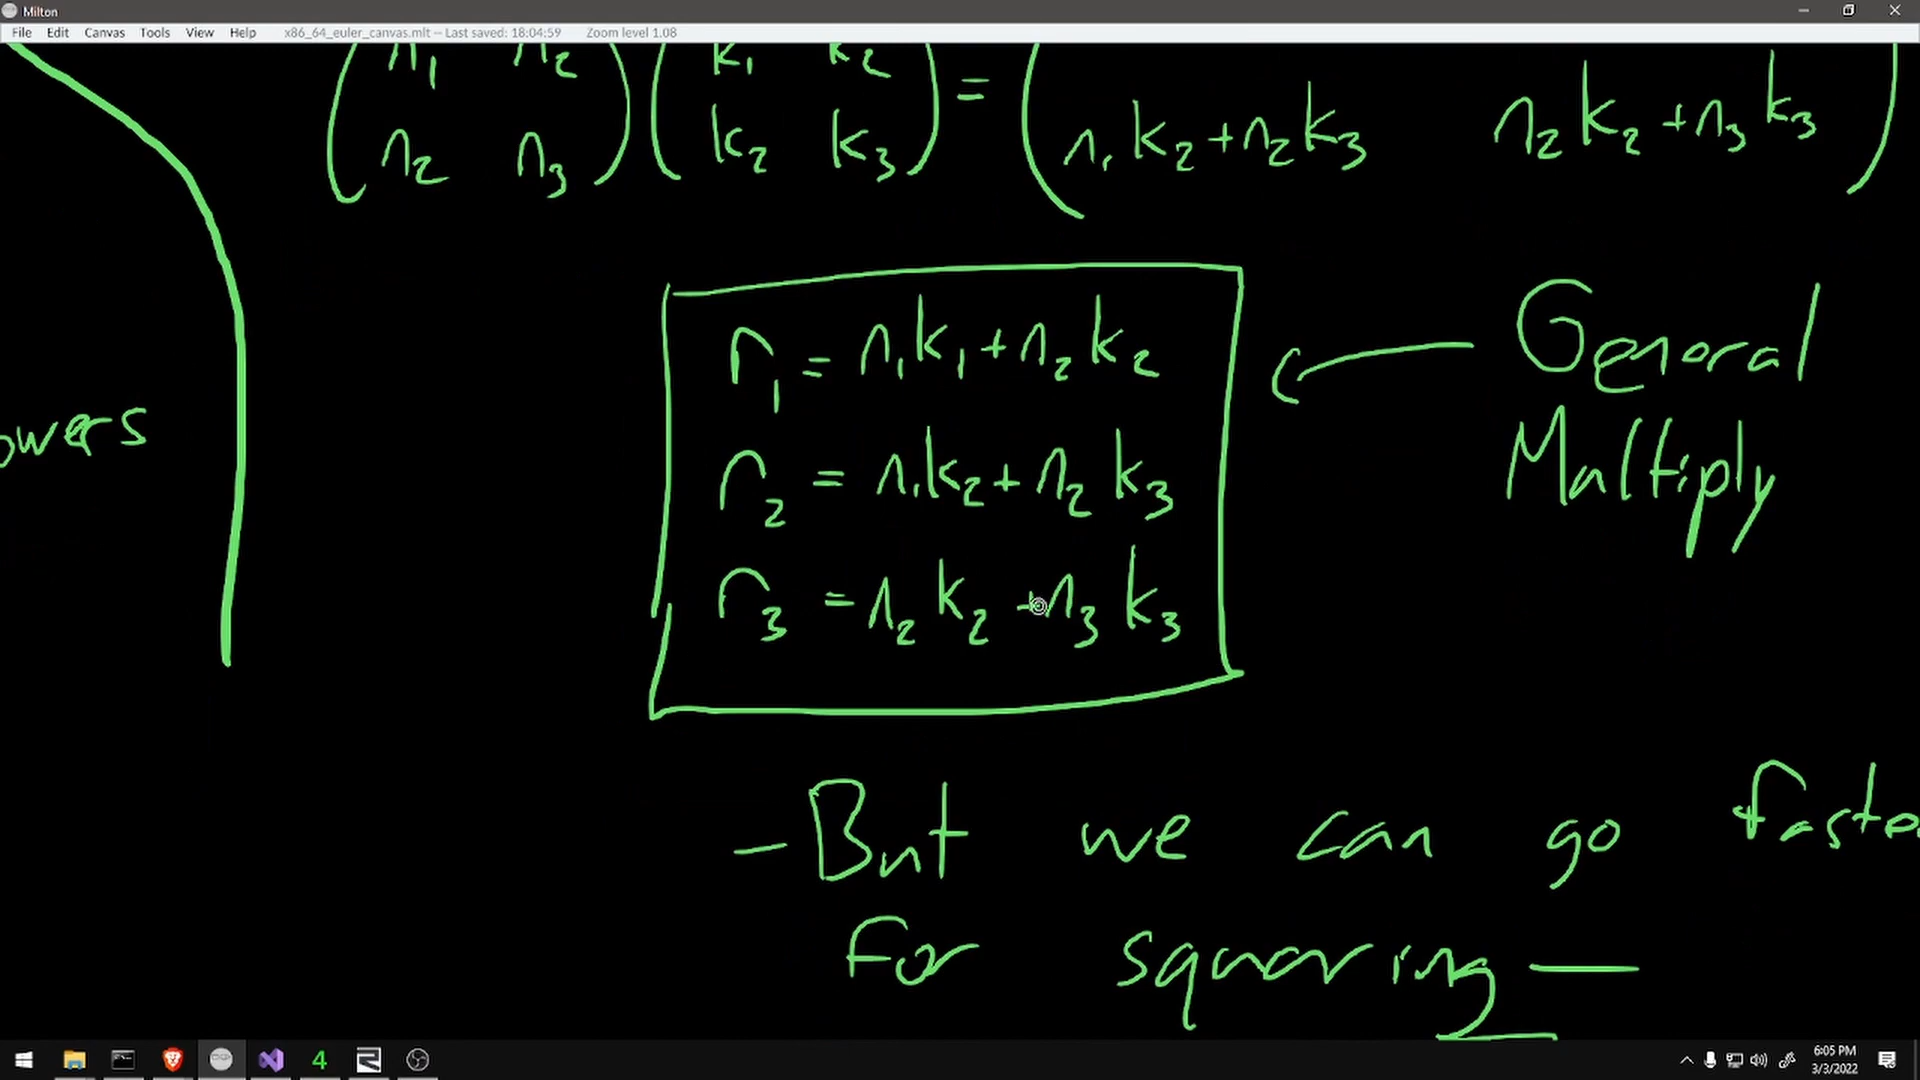 Milton
File Edit Canvas Tools View Help x86_64_euler_canvas.mlt -- Last saved: 18:04:59 Zoom level 1.08
n₁ n₂ k₁ k₂
n₂ n₃ k₂ k₃ = n₁k₂+n₂k₃ n₂k₂+n₃k₃
r₁ = n₁k₁+n₂k₂
r₂ = n₁k₂+n₂k₃
r₃ = n₂k₂+n₃k₃
General
Multiply
owers
- But we can go faste
for squaring —
4
6:05 PM
3/3/2022